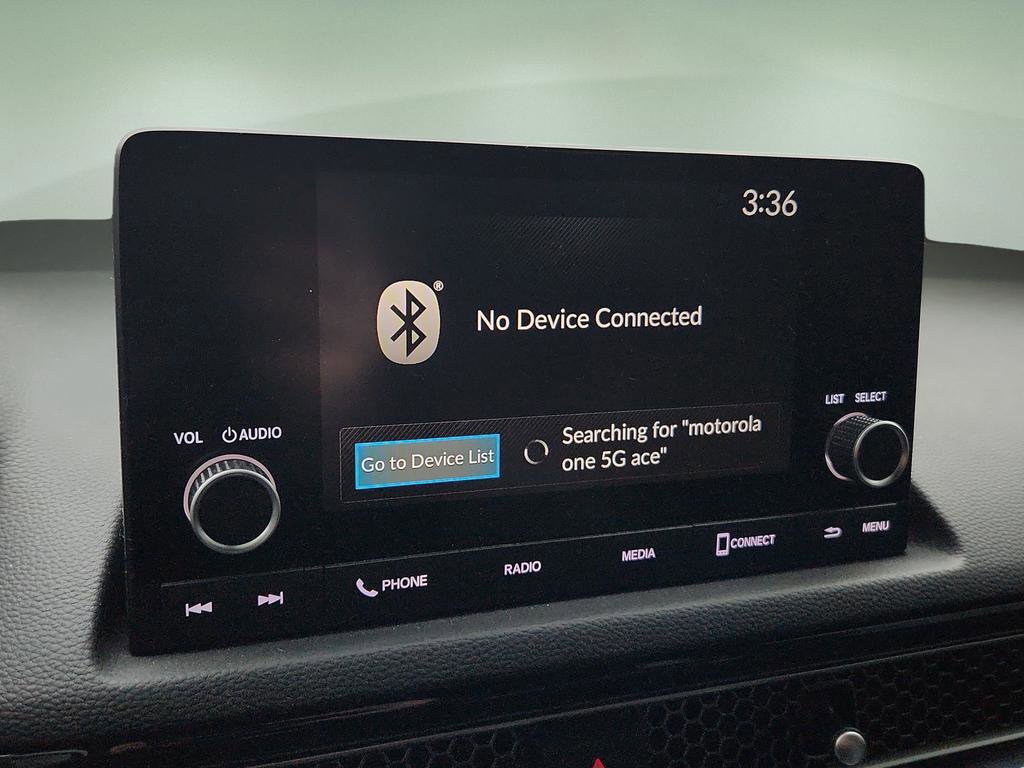 3:36
®
No Device Connected
LIST SELECT
VOL AUDIO
Go to Device List
Searching for "motorola
one 5G ace"
PHONE
RADIO
MEDIA
CONNECT
MENU